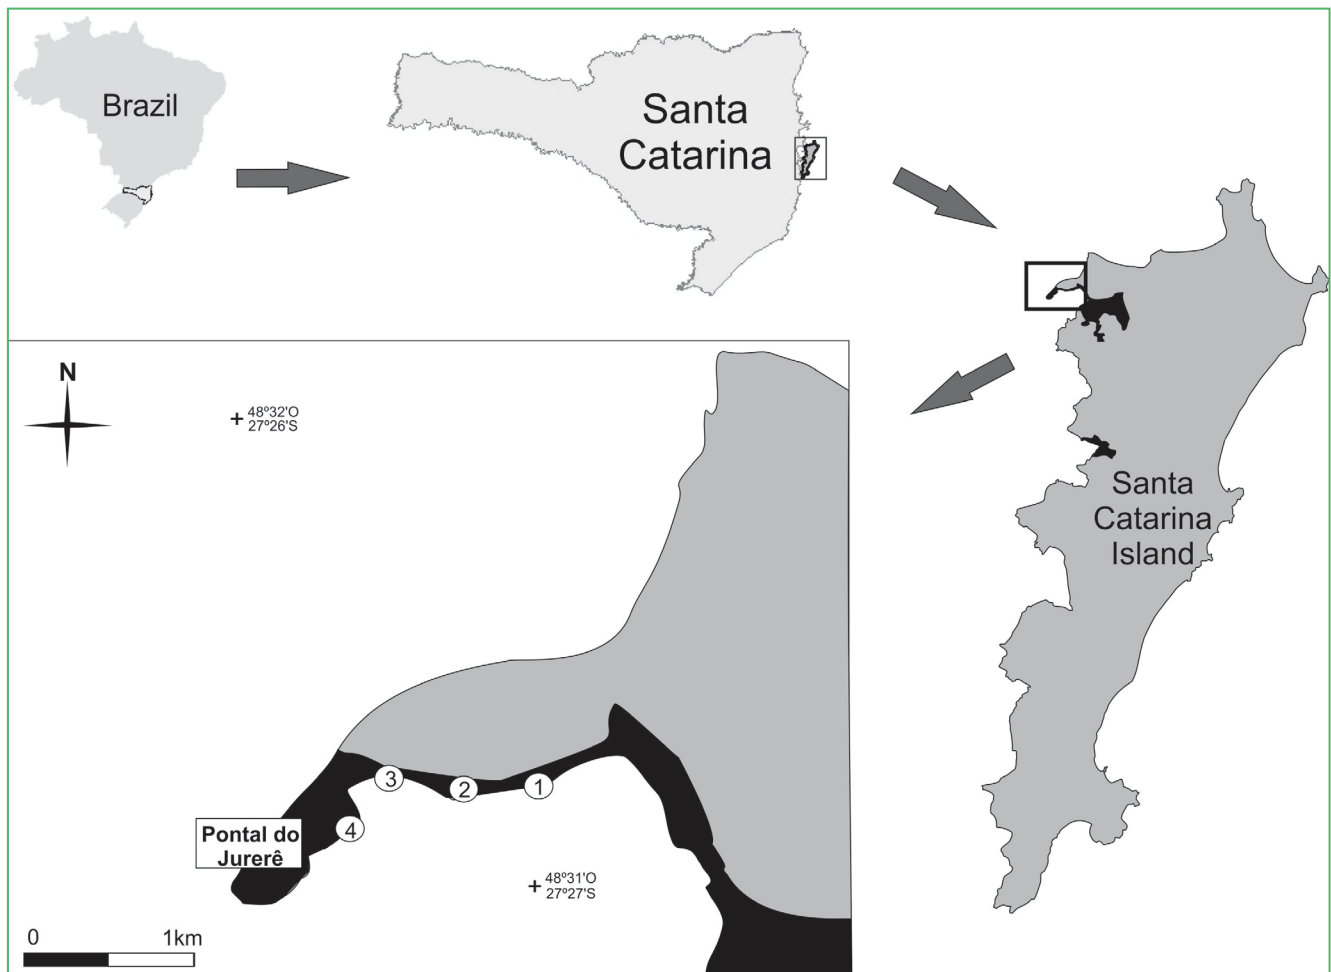 Brazil
Santa
Catarina
N
48º32'O
27º26'S
Santa
Catarina
Island
3
2
1
4
Pontal do
Jurerê
48º31'O
27º27'S
0
1km